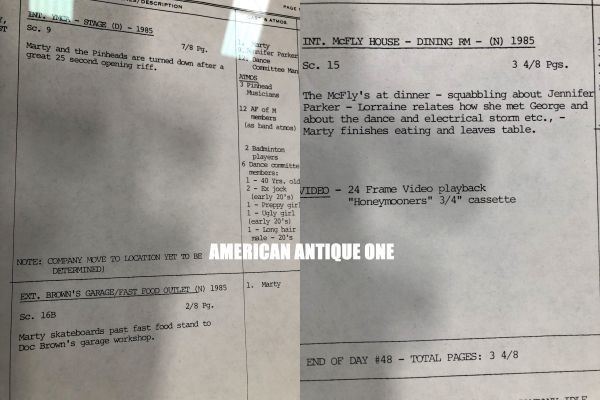 /DESCRIPTION
& ATMOS.
PAGE
INT. YMCA - STAGE (D) - 1985
Sc. 9
7/8 Pg.
Marty and the Pinheads are turned down after a
great 25 second opening riff.
Marty
Jennifer Parker
Dance
Committee Man
ATMOS
3 Pinhead
Musicians
12 AF of M
members
(as band atmos)
2 Badminton
players
6 Dance committee
members:
1 - 40 Yrs. old
2 - Ex jock
(early 20's)
1 - Preppy girl
1 - Ugly girl
(early 20's)
1 - Long hair
male - 20's
NOTE: COMPANY MOVE TO LOCATION YET TO BE
DETERMINED)
EXT. BROWN'S GARAGE/FAST FOOD OUTLET (N) 1985
Sc. 16B
2/8 Pg.
1. Marty
Marty skateboards past fast food stand to
Doc Brown's garage workshop.
INT. McFLY HOUSE - DINING RM - (N) 1985
Sc. 15
3 4/8 Pgs.
The McFly's at dinner - squabbling about Jennifer
Parker - Lorraine relates how she met George and
about the dance and electrical storm etc., -
Marty finishes eating and leaves table.
VIDEO - 24 Frame Video playback
"Honeymooners" 3/4" cassette
END OF DAY #48 - TOTAL PAGES: 3 4/8
AMERICAN ANTIQUE ONE